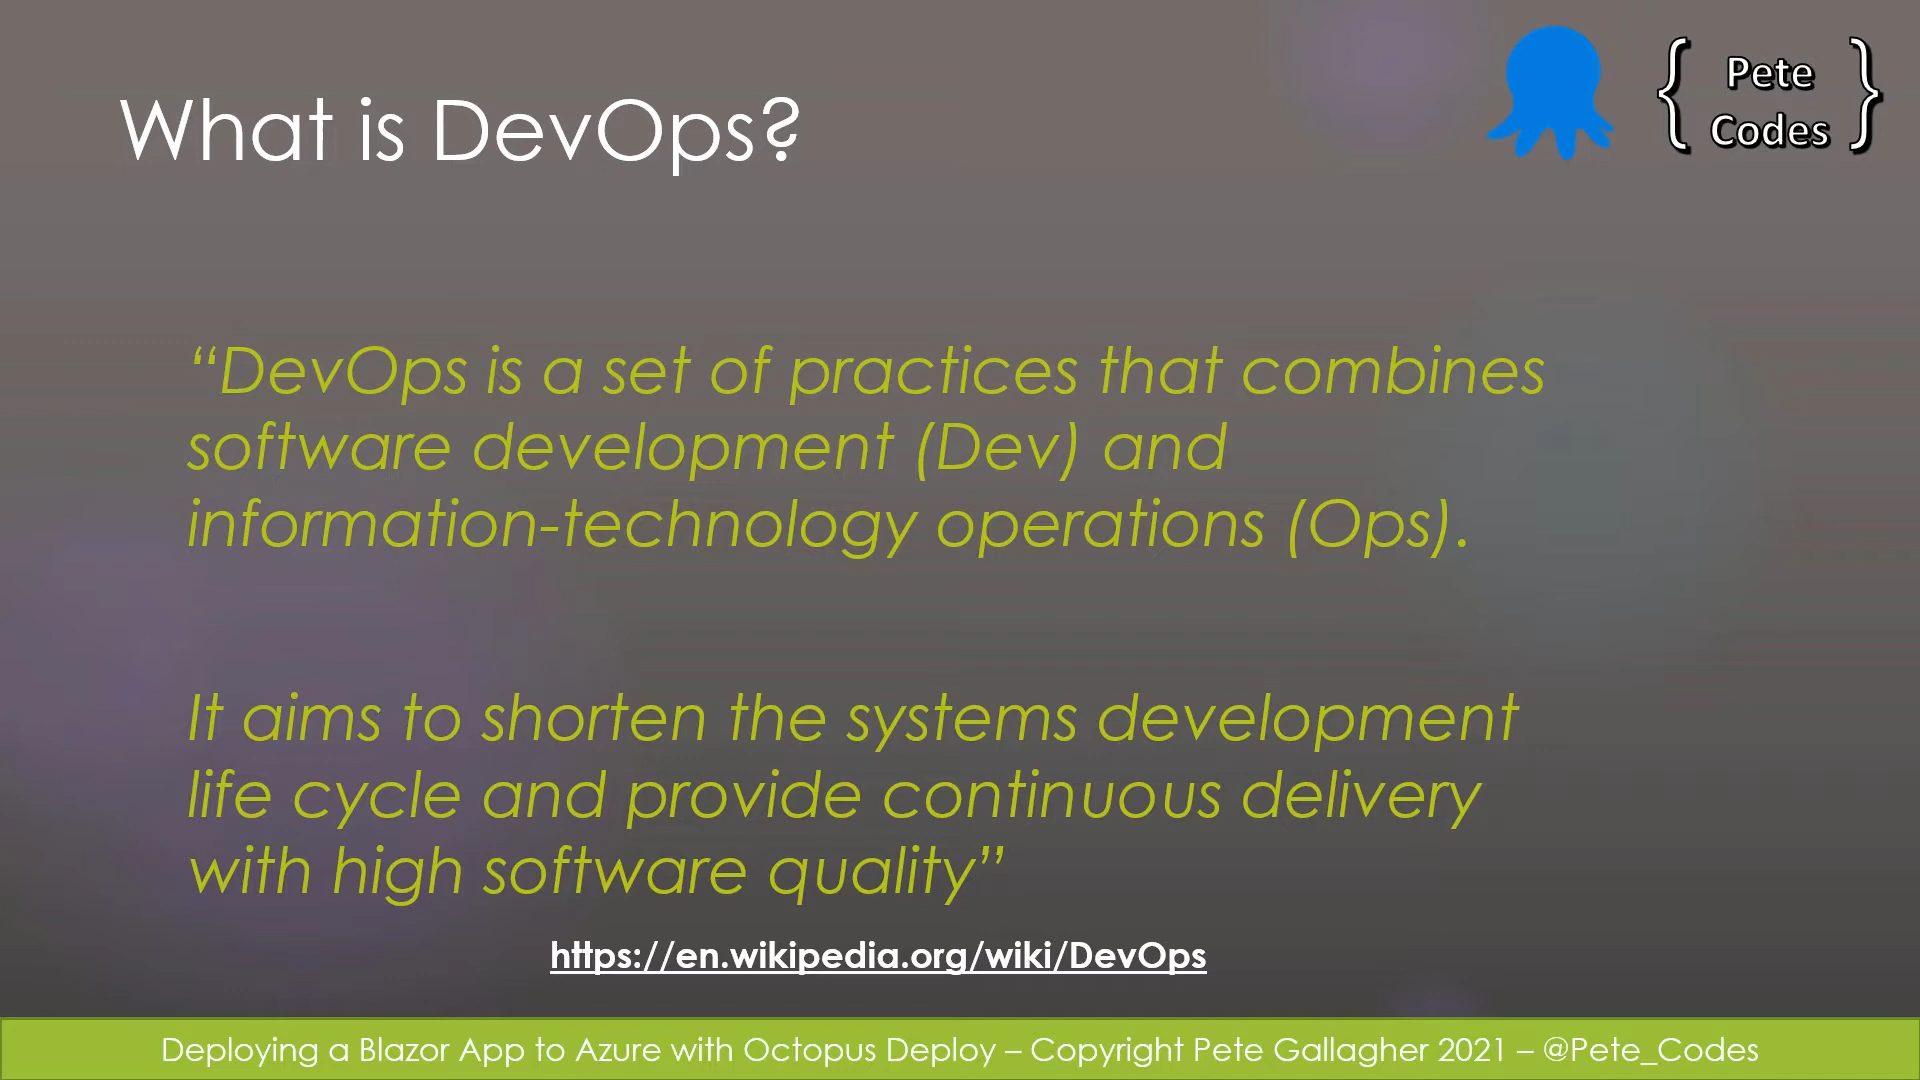 What is DevOps?
{ Pete
Codes }
“DevOps is a set of practices that combines
software development (Dev) and
information-technology operations (Ops).
It aims to shorten the systems development
life cycle and provide continuous delivery
with high software quality”
https://en.wikipedia.org/wiki/DevOps
Deploying a Blazor App to Azure with Octopus Deploy – Copyright Pete Gallagher 2021 – @Pete_Codes